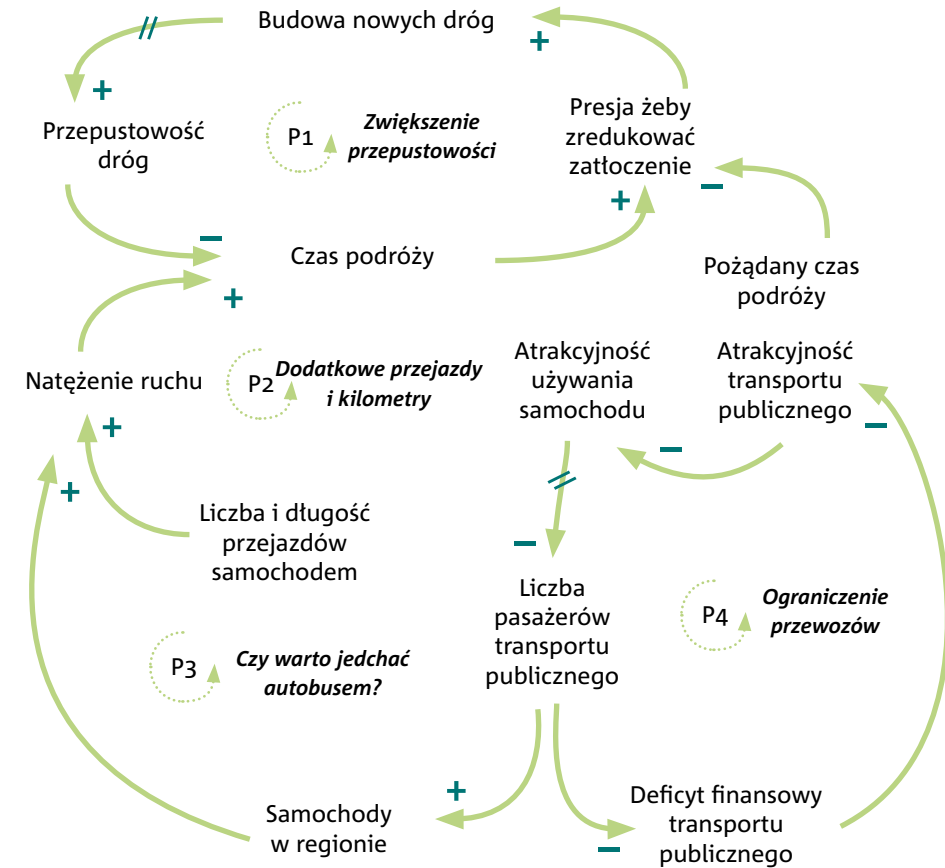 Budowa nowych dróg
+
+
Przepustowość
dróg
P1
Zwiększenie
przepustowości
Presja żeby
zredukować
zatłoczenie
–
+
–
Czas podróży
Pożądany czas
podróży
+
Natężenie ruchu
P2
Dodatkowe przejazdy
i kilometry
Atrakcyjność
używania
samochodu
Atrakcyjność
transportu
publicznego
+
–
–
+
Liczba i długość
przejazdów
samochodem
–
Liczba
pasażerów
transportu
publicznego
P4
Ograniczenie
przewozów
P3
Czy warto jedchać
autobusem?
+
Samochody
w regionie
–
Deficyt finansowy
transportu
publicznego